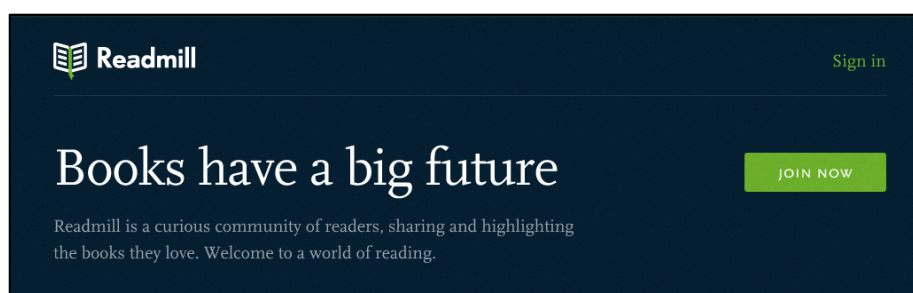 Readmill
Sign in
Books have a big future
JOIN NOW
Readmill is a curious community of readers, sharing and highlighting
the books they love. Welcome to a world of reading.